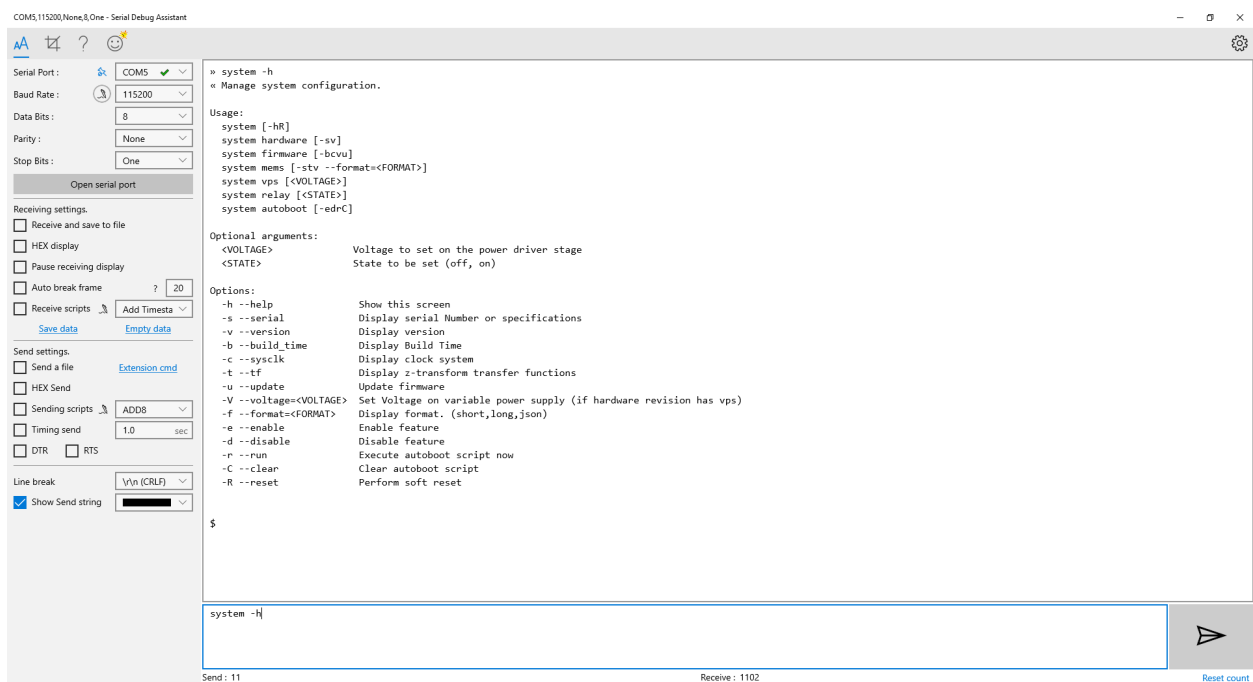 COM5,115200,None,8,One - Serial Debug Assistant
AA
Serial Port :
COM5
Baud Rate :
115200
Data Bits :
8
Parity :
None
Stop Bits :
One
Open serial port
Receiving settings.
Receive and save to file
HEX display
Pause receiving display
Auto break frame ? 20
Receive scripts Add Timesta
Save data Empty data
Send settings.
Send a file Extension cmd
HEX Send
Sending scripts ADD8
Timing send 1.0 sec
DTR RTS
Line break \r\n (CRLF)
Show Send string
» system -h
« Manage system configuration.
Usage:
system [-hR]
system hardware [-sv]
system firmware [-bcvu]
system mems [-stv --format=<FORMAT>]
system vps [<VOLTAGE>]
system relay [<STATE>]
system autoboot [-edrC]
Optional arguments:
<VOLTAGE> Voltage to set on the power driver stage
<STATE> State to be set (off, on)
Options:
-h --help Show this screen
-s --serial Display serial Number or specifications
-v --version Display version
-b --build_time Display Build Time
-c --sysclk Display clock system
-t --tf Display z-transform transfer functions
-u --update Update firmware
-V --voltage=<VOLTAGE> Set Voltage on variable power supply (if hardware revision has vps)
-f --format=<FORMAT> Display format. (short,long,json)
-e --enable Enable feature
-d --disable Disable feature
-r --run Execute autoboot script now
-C --clear Clear autoboot script
-R --reset Perform soft reset
$
system -h
Send : 11 Receive : 1102 Reset count